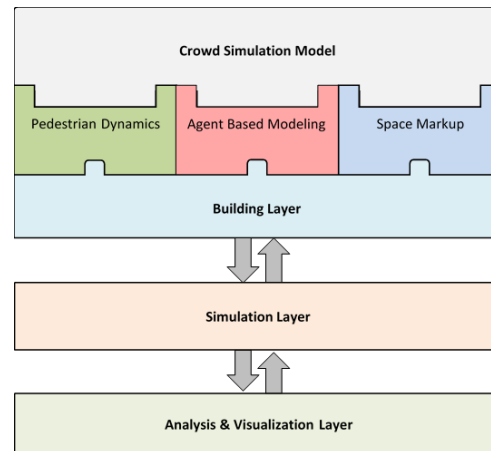 Crowd Simulation Model
Pedestrian Dynamics
Agent Based Modeling
Space Markup
Building Layer
Simulation Layer
Analysis & Visualization Layer